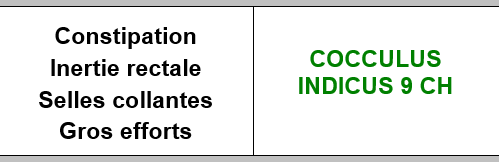 Constipation
Inertie rectale
Selles collantes
Gros efforts
COCCULUS
INDICUS 9 CH